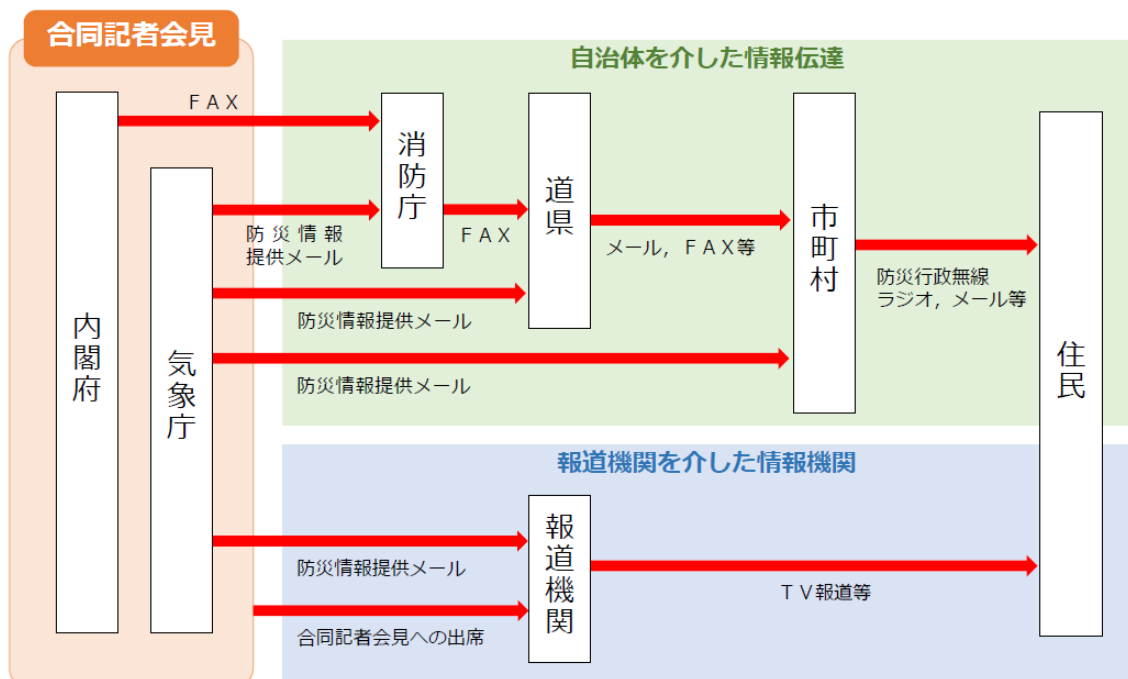 合同記者会見
自治体を介した情報伝達
ＦＡＸ
内閣府
気象庁
消防庁
道県
市町村
住民
防災情報
提供メール
ＦＡＸ
メール，ＦＡＸ等
防災行政無線
ラジオ，メール等
防災情報提供メール
防災情報提供メール
報道機関を介した情報機関
報道機関
防災情報提供メール
ＴＶ報道等
合同記者会見への出席